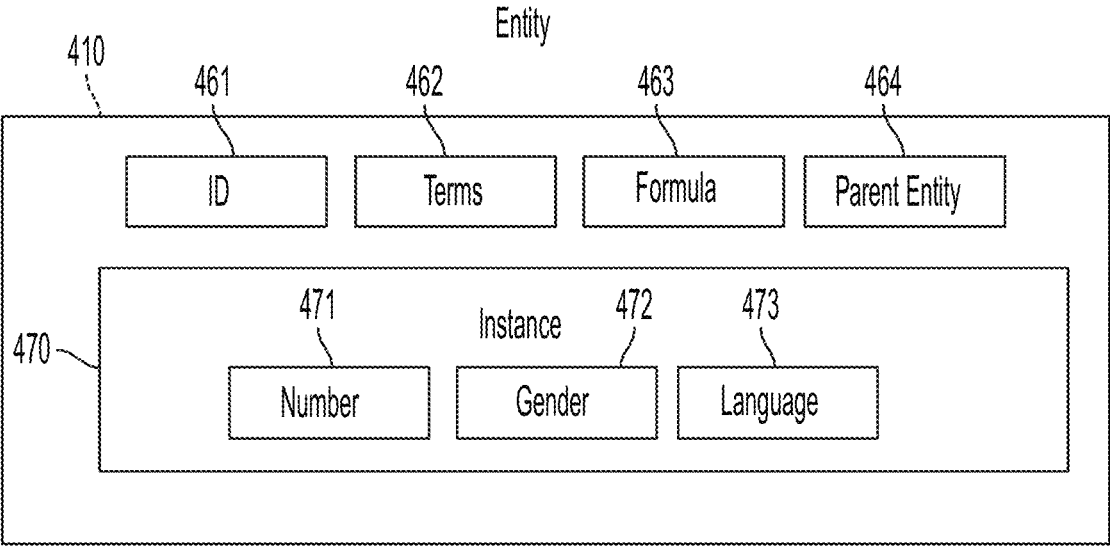 Entity
410
461 462 463 464
ID Terms Formula Parent Entity
471 472 473
Instance
470
Number Gender Language